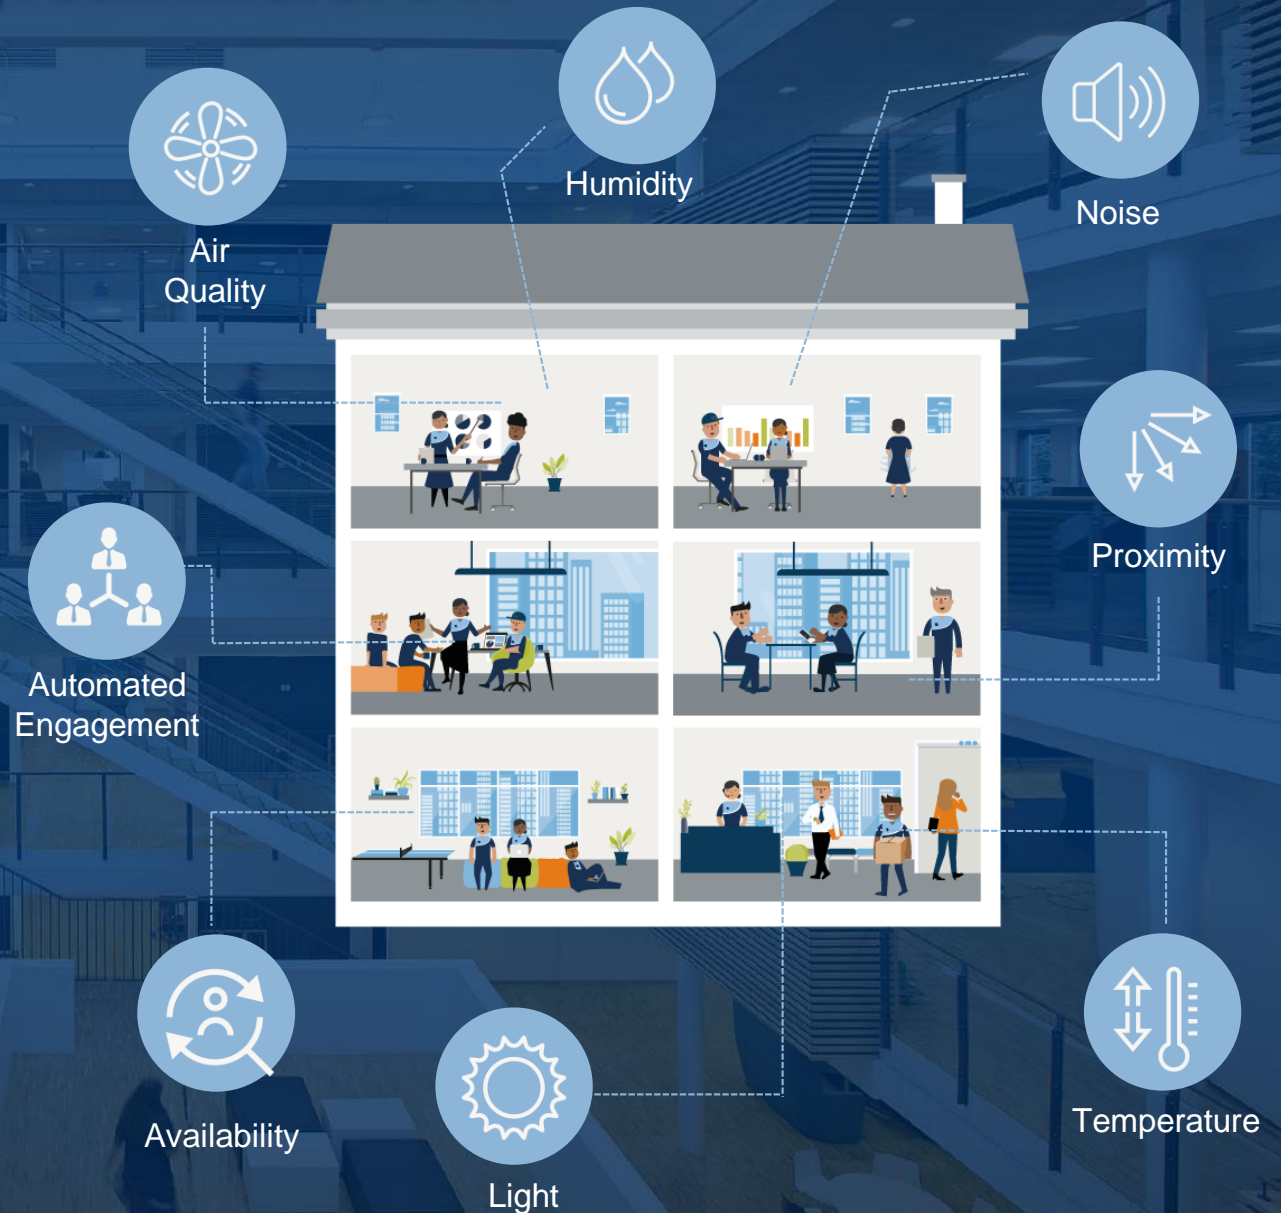 Humidity
Noise
Air
Quality
Proximity
Automated
Engagement
Availability
Temperature
Light